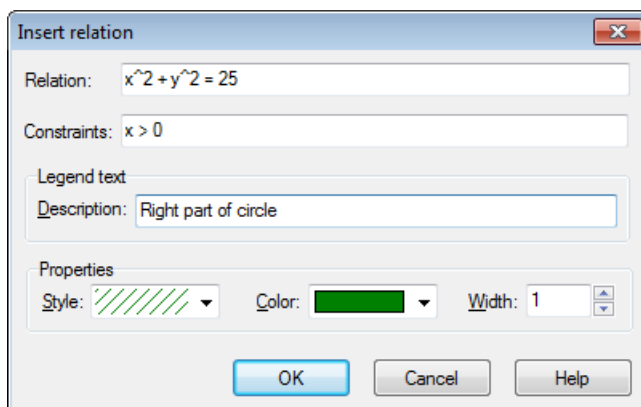 Insert relation
Relation: x^2 + y^2 = 25
Constraints: x > 0
Legend text
Description: Right part of circle
Properties
Style: Color: Width: 1
OK Cancel Help